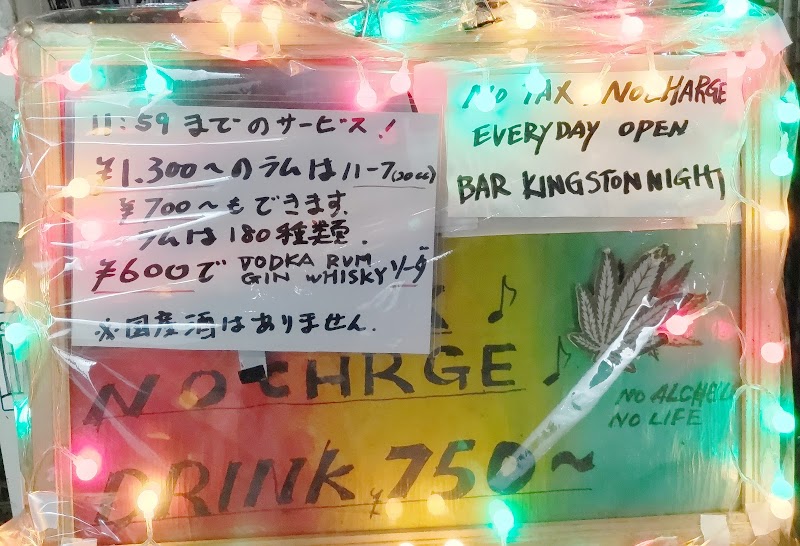 11:59までのサービス!
¥1.300〜のラムはハーフ(20cc)
¥700〜もできます.
ラムは180種類.
¥600で VODKA RUM GIN WHISKY ソーダ
※国産酒はありません.
NO TAX. NOCHARGE
EVERYDAY OPEN
BAR KINGSTON NIGHT
NO CHRGE
NO ALCHOL
NO LIFE
DRINK ¥750〜